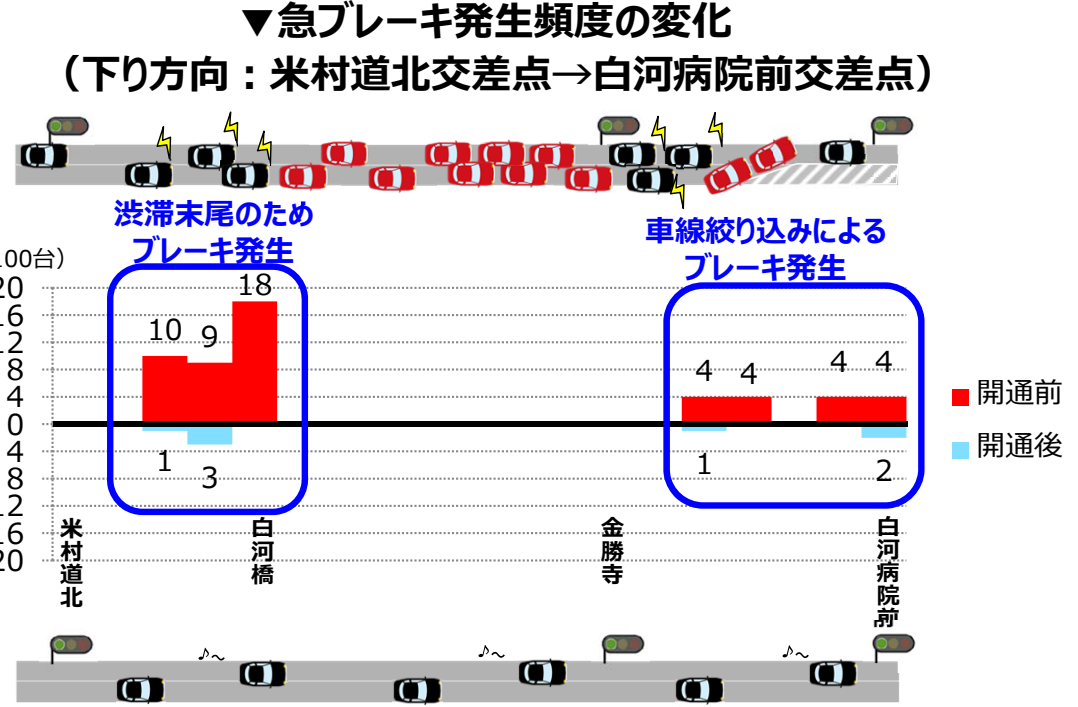 ▼急ブレーキ発生頻度の変化
（下り方向：米村道北交差点→白河病院前交差点）
渋滞末尾のため
ブレーキ発生
車線絞り込みによる
ブレーキ発生
100台）
20
16
12
8
4
0
4
8
12
16
20
10
9
18
4
4
4
4
1
3
1
2
開通前
開通後
米村道北
白河橋
金勝寺
白河病院前
♪～
♪～
♪～